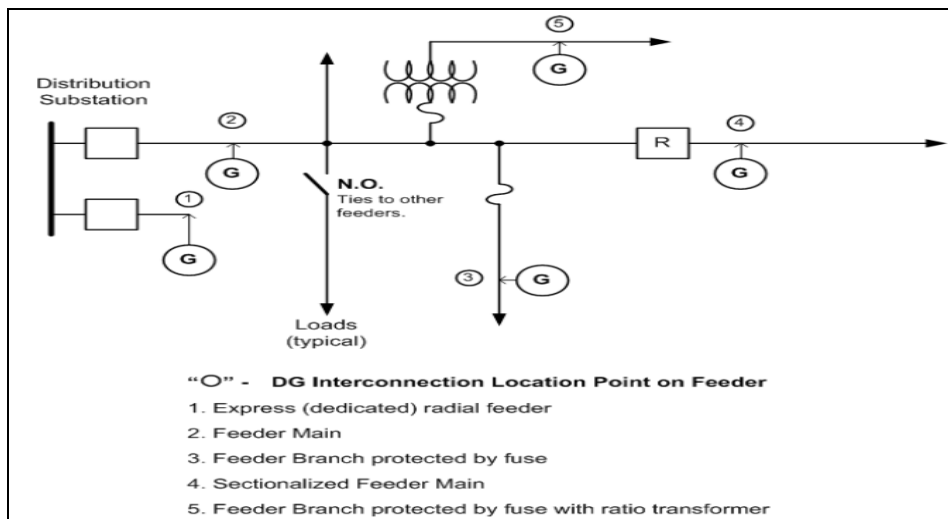 5
G
Distribution
Substation
2
4
R
G
G
N.O.
Ties to other
feeders.
1
G
3
G
Loads
(typical)
“O” - DG Interconnection Location Point on Feeder
1. Express (dedicated) radial feeder
2. Feeder Main
3. Feeder Branch protected by fuse
4. Sectionalized Feeder Main
5. Feeder Branch protected by fuse with ratio transformer